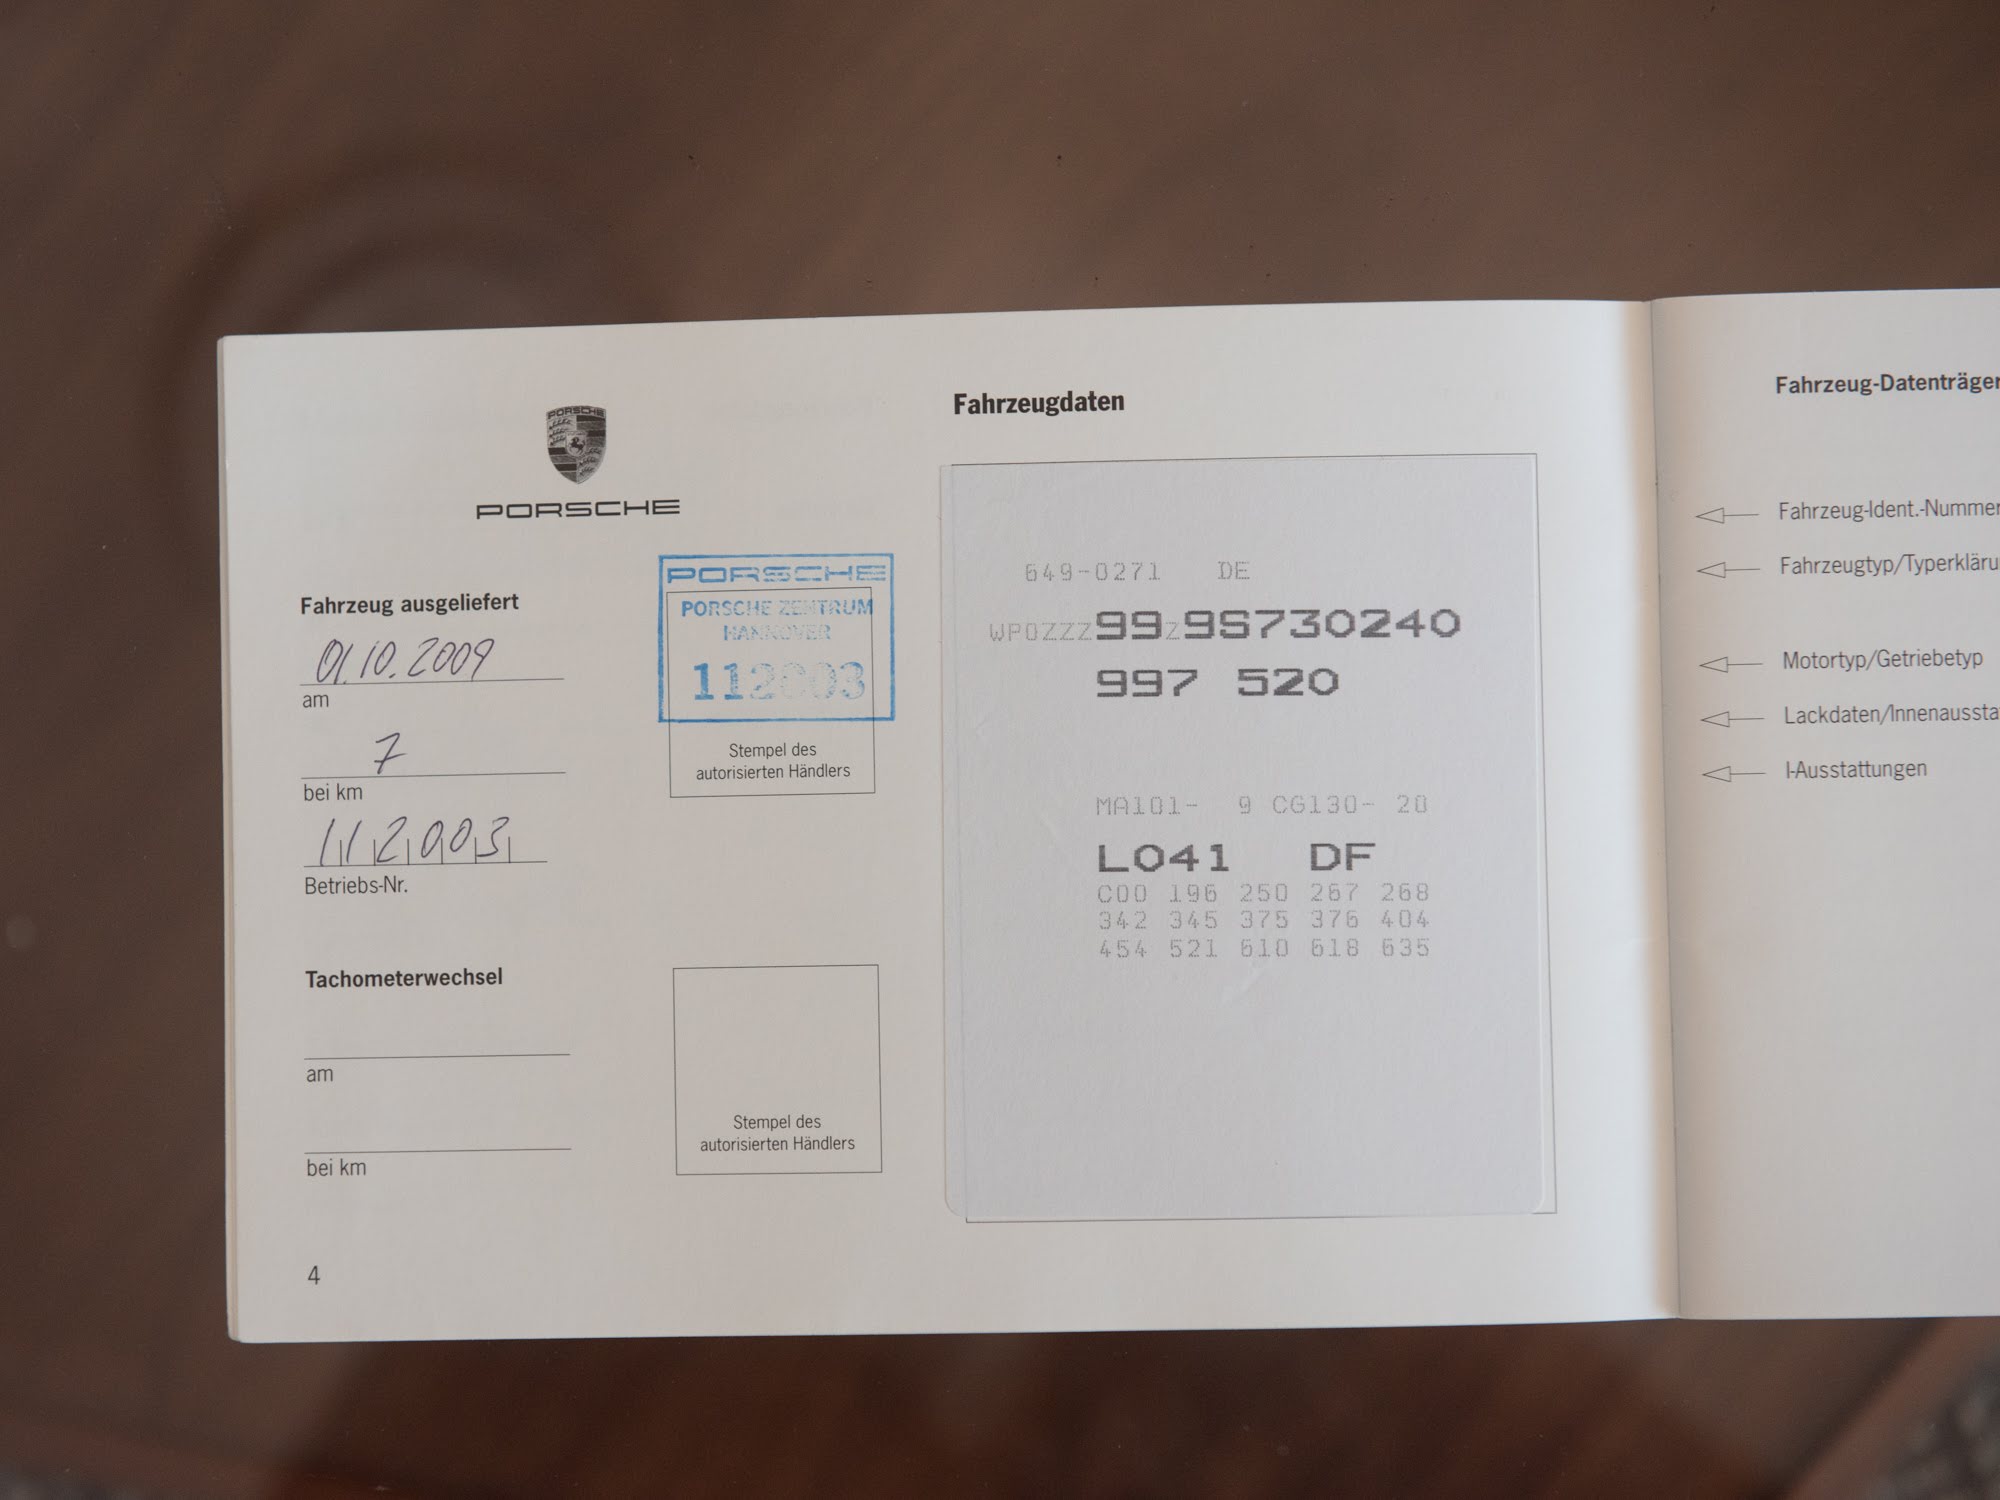 PORSCHE
PORSCHE
Fahrzeug ausgeliefert
01.10.2009
am
7
bei km
112003
Betriebs-Nr.
PORSCHE
PORSCHE ZENTRUM
HANNOVER
112003
Stempel des
autorisierten Händlers
Tachometerwechsel
am
bei km
Stempel des
autorisierten Händlers
4
Fahrzeugdaten
649-0271 DE
WP0ZZZ99Z9S730240
997 520
MA101- 9 CG130- 20
L041 DF
C00 196 250 267 268
342 345 375 376 404
454 521 610 618 635
Fahrzeug-Datenträger
Fahrzeug-Ident.-Nummer
Fahrzeugtyp/Typerkläru
Motortyp/Getriebetyp
Lackdaten/Innenaussta
I-Ausstattungen